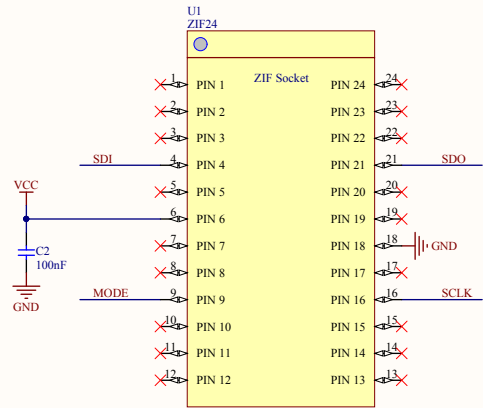 U1
ZIF24
ZIF Socket
1 PIN 1 PIN 24 24
2 PIN 2 PIN 23 23
3 PIN 3 PIN 22 22
SDI 4 PIN 4 PIN 21 21 SDO
5 PIN 5 PIN 20 20
VCC
6 PIN 6 PIN 19 19
7 PIN 7 PIN 18 18 GND
C2
100nF
8 PIN 8 PIN 17 17
GND
MODE 9 PIN 9 PIN 16 16 SCLK
10 PIN 10 PIN 15 15
11 PIN 11 PIN 14 14
12 PIN 12 PIN 13 13